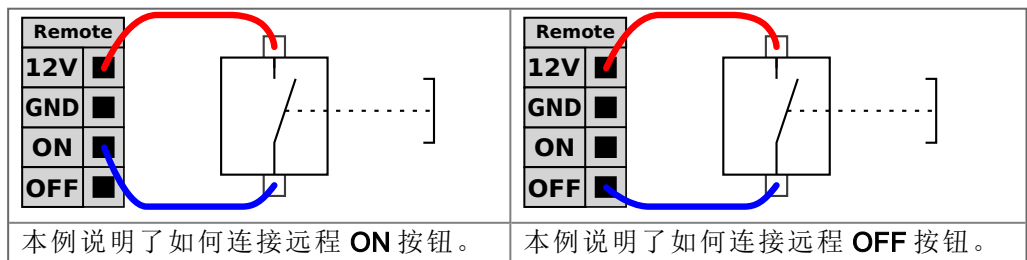 Remote
12V
GND
ON
OFF
本例说明了如何连接远程 ON 按钮。
Remote
12V
GND
ON
OFF
本例说明了如何连接远程 OFF 按钮。